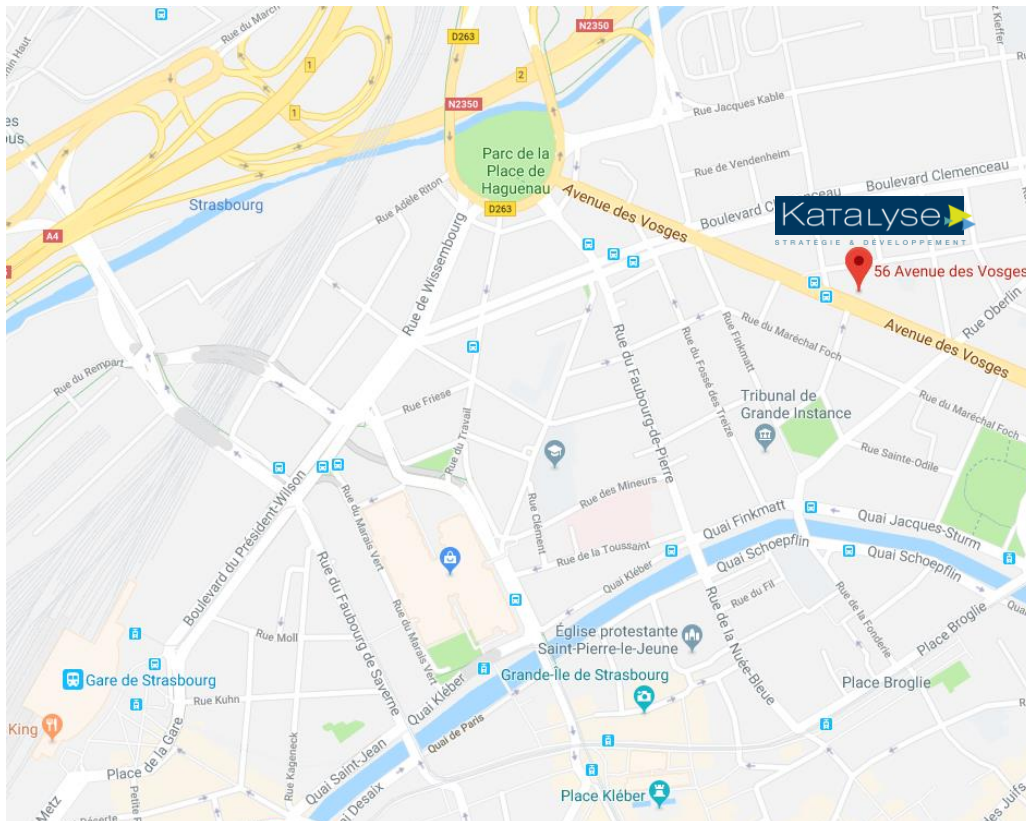 Rue du March
D263
N2350
Rue Jacques Kable
N2350
1
2
1
Parc de la
Place de
Haguenau
D263
Rue de Vendenheim
Boulevard Clemenceau
Boulevard Clemenceau
Rue Adèle Riton
Strasbourg
A4
Avenue des Vosges
KATALYSE
STRATÉGIE & DÉVELOPPEMENT
56 Avenue des Vosges
Rue de Wissembourg
Rue Oberlin
Avenue des Vosges
Rue du Maréchal Foch
Rue Finkmatt
Rue du Fossé des Treize
Rue du Faubourg-de-Pierre
Rue du Rempart
Rue Friese
Rue du Travail
Tribunal de
Grande Instance
Rue du Maréchal Foch
Rue Sainte-Odile
Boulevard du Président-Wilson
Rue du Marais Vert
Rue Clément
Rue des Mineurs
Quai Finkmatt
Quai Jacques-Sturm
Quai Schoepflin
Quai Schoepflin
Rue de la Toussaint
Quai Kléber
Rue du Fil
Rue de la Fonderie
Place Broglie
Rue du Faubourg de Saverne
Rue du Marais Vert
Rue Moll
Église protestante
Saint-Pierre-le-Jeune
Rue de la Nuée-Bleue
Grande-Île de Strasbourg
Place Broglie
Gare de Strasbourg
Rue Kuhn
Quai Kléber
Quai de Paris
King
Place de la Gare
Rue Kageneck
Quai Saint-Jean
Quai Desaix
Place Kléber
Metz
Petite
des Juifs